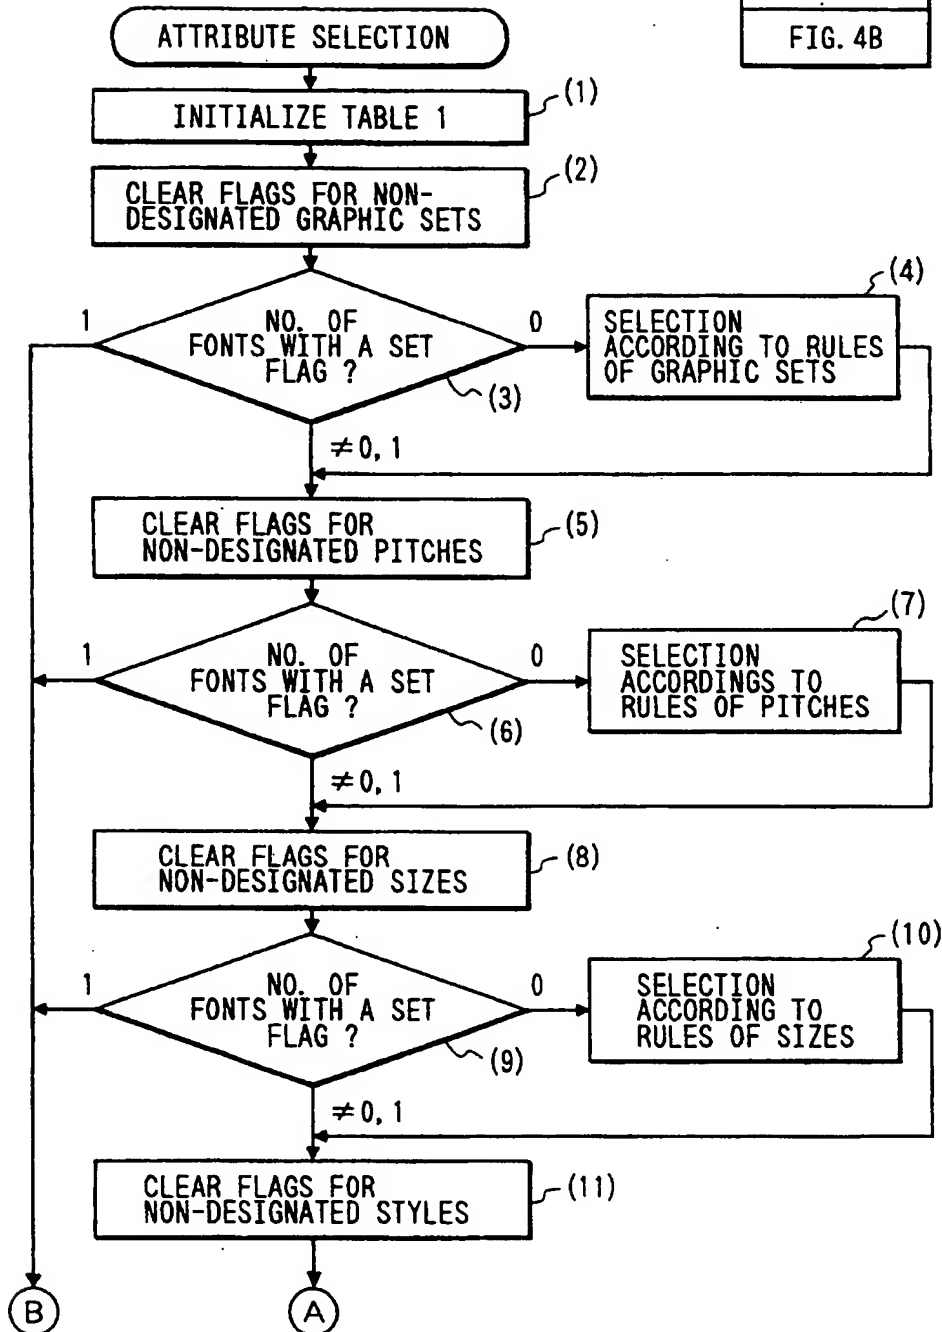 FIG. 4B
ATTRIBUTE SELECTION
INITIALIZE TABLE 1
(1)
CLEAR FLAGS FOR NON-
DESIGNATED GRAPHIC SETS
(2)
NO. OF
FONTS WITH A SET
FLAG ?
(3)
1
0
≠0, 1
SELECTION
ACCORDING TO RULES
OF GRAPHIC SETS
(4)
CLEAR FLAGS FOR
NON-DESIGNATED PITCHES
(5)
NO. OF
FONTS WITH A SET
FLAG ?
(6)
1
0
≠0, 1
SELECTION
ACCORDINGS TO
RULES OF PITCHES
(7)
CLEAR FLAGS FOR
NON-DESIGNATED SIZES
(8)
NO. OF
FONTS WITH A SET
FLAG ?
(9)
1
0
≠0, 1
SELECTION
ACCORDING TO
RULES OF SIZES
(10)
CLEAR FLAGS FOR
NON-DESIGNATED STYLES
(11)
B
A